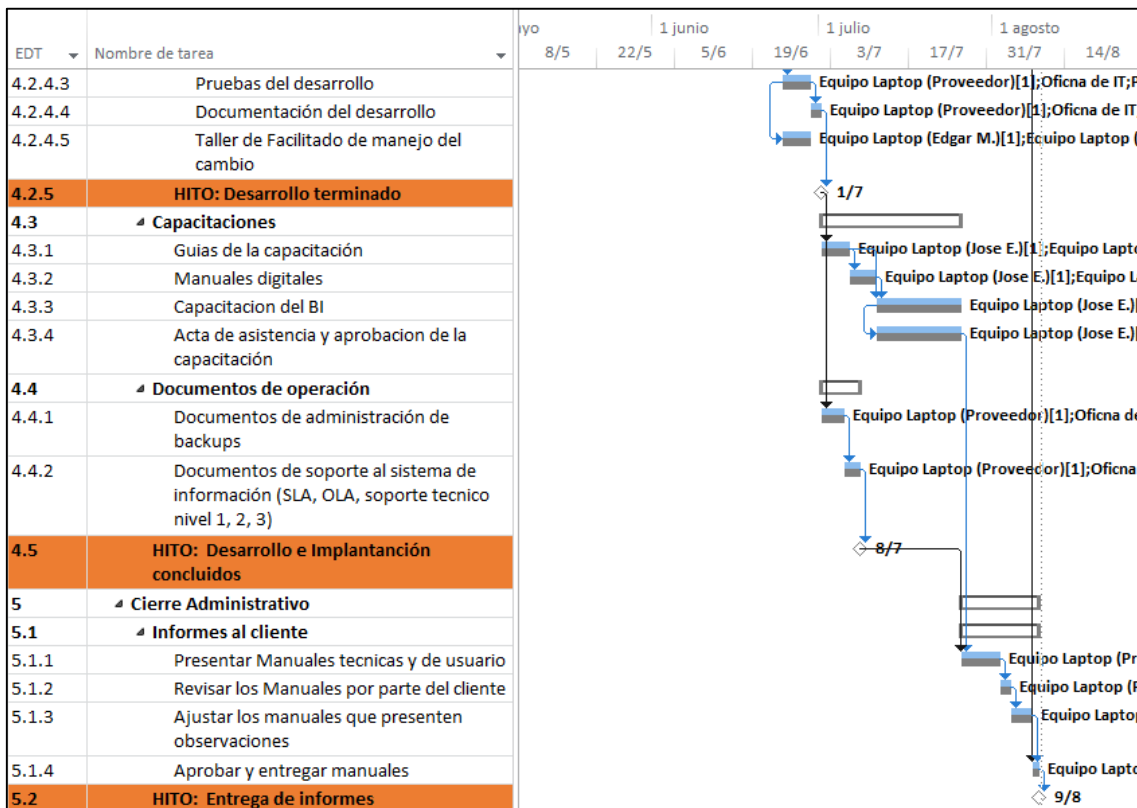 yo 1 junio 1 julio 1 agosto
EDT Nombre de tarea 8/5 22/5 5/6 19/6 3/7 17/7 31/7 14/8
4.2.4.3 Pruebas del desarrollo Equipo Laptop (Proveedor)[1];Oficna de IT;P
4.2.4.4 Documentación del desarrollo Equipo Laptop (Proveedor)[1];Oficna de IT
4.2.4.5 Taller de Facilitado de manejo del Equipo Laptop (Edgar M.)[1];Equipo Laptop (
cambio
4.2.5 HITO: Desarrollo terminado 1/7
4.3 Capacitaciones
4.3.1 Guias de la capacitación Equipo Laptop (Jose E.)[1];Equipo Lapto
4.3.2 Manuales digitales Equipo Laptop (Jose E.)[1];Equipo L
4.3.3 Capacitacion del BI Equipo Laptop (Jose E.)[
4.3.4 Acta de asistencia y aprobacion de la Equipo Laptop (Jose E.)[
capacitación
4.4 Documentos de operación
4.4.1 Documentos de administración de Equipo Laptop (Proveedor)[1];Oficna de
backups
4.4.2 Documentos de soporte al sistema de Equipo Laptop (Proveedor)[1];Oficna
información (SLA, OLA, soporte tecnico
nivel 1, 2, 3)
4.5 HITO: Desarrollo e Implantanción 8/7
concluidos
5 Cierre Administrativo
5.1 Informes al cliente
5.1.1 Presentar Manuales tecnicas y de usuario Equipo Laptop (Pr
5.1.2 Revisar los Manuales por parte del cliente Equipo Laptop (P
5.1.3 Ajustar los manuales que presenten Equipo Laptop
observaciones
5.1.4 Aprobar y entregar manuales Equipo Lapto
5.2 HITO: Entrega de informes 9/8